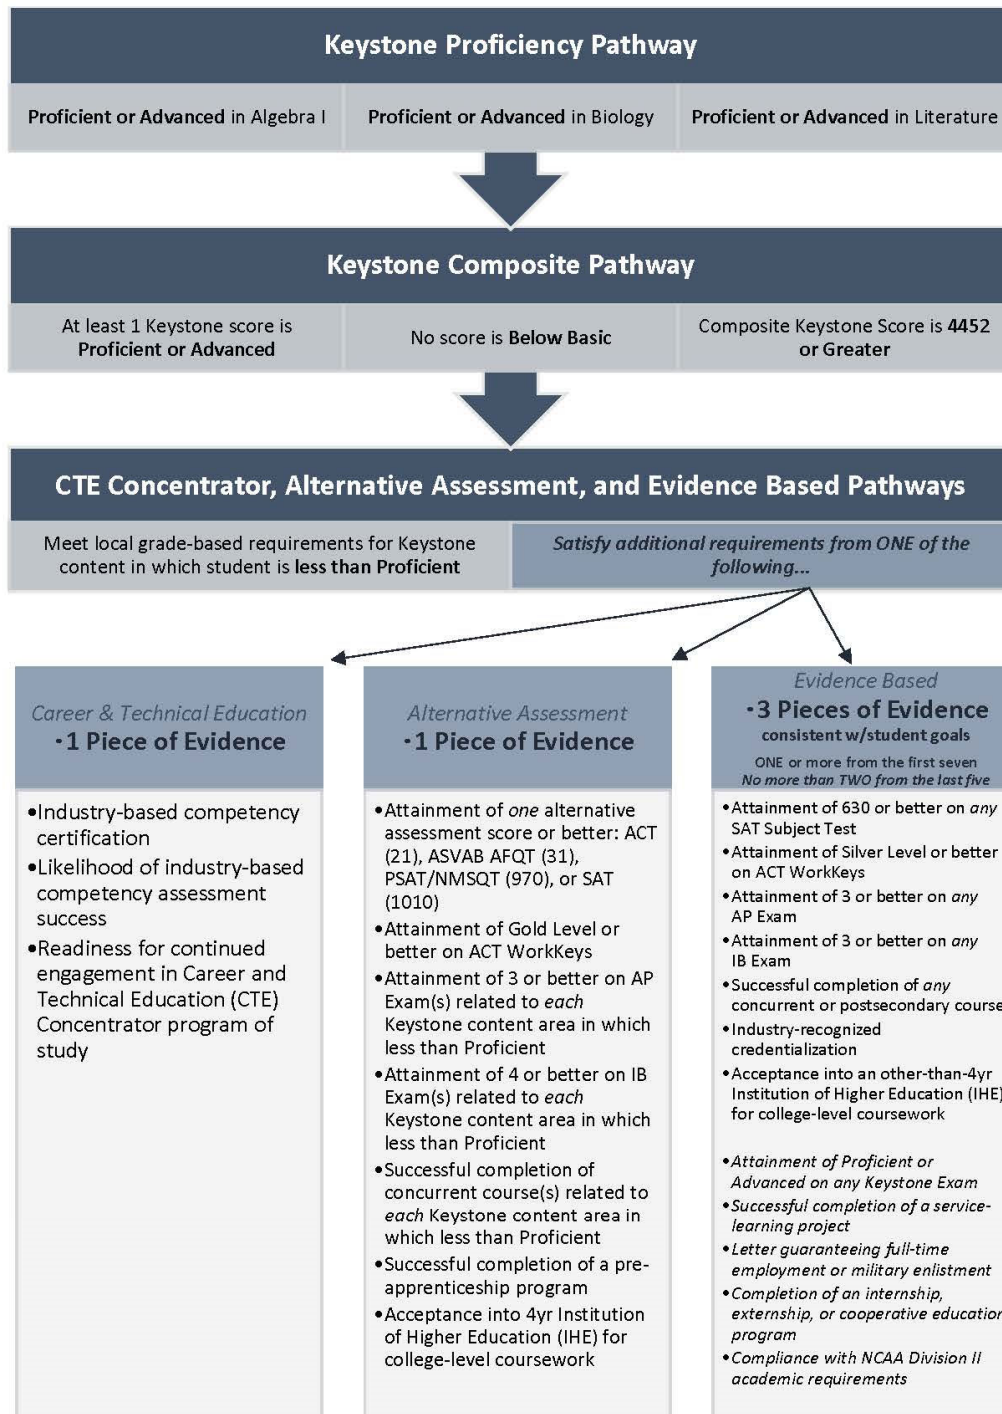 Keystone Proficiency Pathway
Proficient or Advanced in Algebra I
Proficient or Advanced in Biology
Proficient or Advanced in Literature
Keystone Composite Pathway
At least 1 Keystone score is
Proficient or Advanced
No score is Below Basic
Composite Keystone Score is 4452
or Greater
CTE Concentrator, Alternative Assessment, and Evidence Based Pathways
Meet local grade-based requirements for Keystone
content in which student is less than Proficient
Satisfy additional requirements from ONE of the
following...
Career & Technical Education
•1 Piece of Evidence
•Industry-based competency
certification
•Likelihood of industry-based
competency assessment
success
•Readiness for continued
engagement in Career and
Technical Education (CTE)
Concentrator program of
study
Alternative Assessment
•1 Piece of Evidence
•Attainment of one alternative
assessment score or better: ACT
(21), ASVAB AFQT (31),
PSAT/NMSQT (970), or SAT
(1010)
•Attainment of Gold Level or
better on ACT WorkKeys
•Attainment of 3 or better on AP
Exam(s) related to each
Keystone content area in which
less than Proficient
•Attainment of 4 or better on IB
Exam(s) related to each
Keystone content area in which
less than Proficient
•Successful completion of
concurrent course(s) related to
each Keystone content area in
which less than Proficient
•Successful completion of a pre-
apprenticeship program
•Acceptance into 4yr Institution
of Higher Education (IHE) for
college-level coursework
Evidence Based
•3 Pieces of Evidence
consistent w/student goals
ONE or more from the first seven
No more than TWO from the last five
•Attainment of 630 or better on any
SAT Subject Test
•Attainment of Silver Level or better
on ACT WorkKeys
•Attainment of 3 or better on any
AP Exam
•Attainment of 3 or better on any
IB Exam
•Successful completion of any
concurrent or postsecondary course
•Industry-recognized
credentialization
•Acceptance into an other-than-4yr
Institution of Higher Education (IHE)
for college-level coursework
•Attainment of Proficient or
Advanced on any Keystone Exam
•Successful completion of a service-
learning project
•Letter guaranteeing full-time
employment or military enlistment
•Completion of an internship,
externship, or cooperative education
program
•Compliance with NCAA Division II
academic requirements